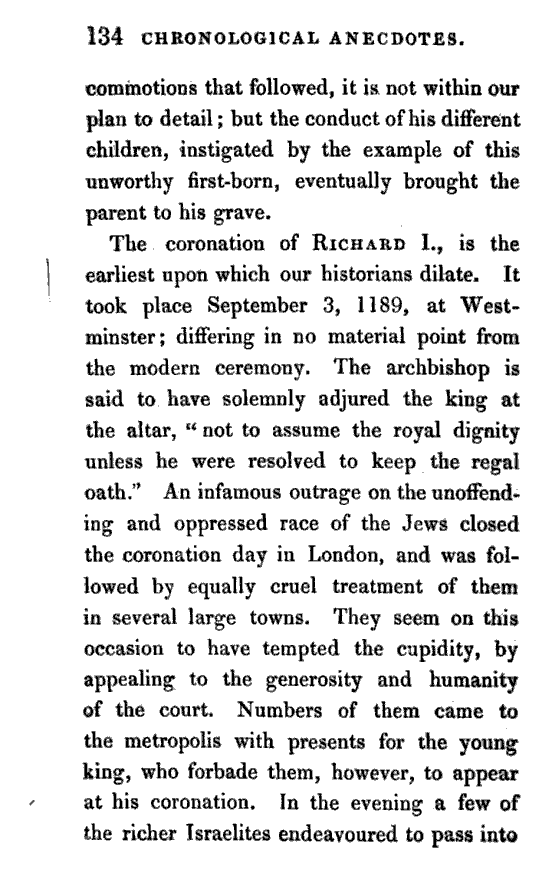 134 CHRONOLOGICAL ANECDOTES.
commotions that followed, it is not within our
plan to detail; but the conduct of his different
children, instigated by the example of this
unworthy first-born, eventually brought the
parent to his grave.
The coronation of RICHARD I., is the
earliest upon which our historians dilate. It
took place September 3, 1189, at West-
minster; differing in no material point from
the modern ceremony. The archbishop is
said to have solemnly adjured the king at
the altar, "not to assume the royal dignity
unless he were resolved to keep the regal
oath." An infamous outrage on the unoffend-
ing and oppressed race of the Jews closed
the coronation day in London, and was fol-
lowed by equally cruel treatment of them
in several large towns. They seem on this
occasion to have tempted the cupidity, by
appealing to the generosity and humanity
of the court. Numbers of them came to
the metropolis with presents for the young
king, who forbade them, however, to appear
at his coronation. In the evening a few of
the richer Israelites endeavoured to pass into